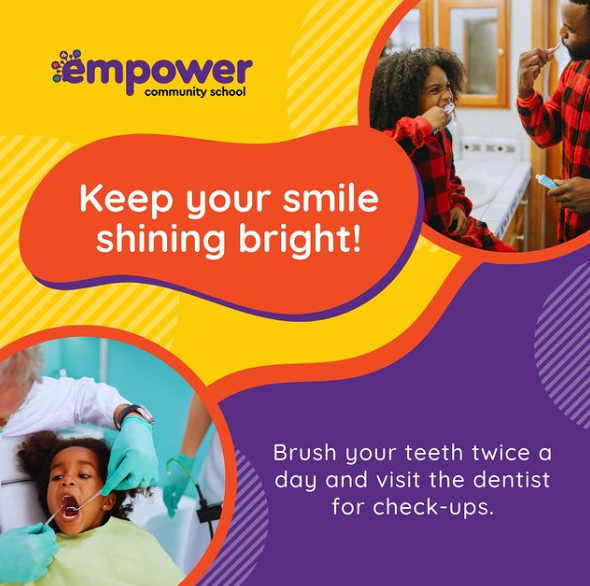 empower
community school
Keep your smile
shining bright!
Brush your teeth twice a
day and visit the dentist
for check-ups.